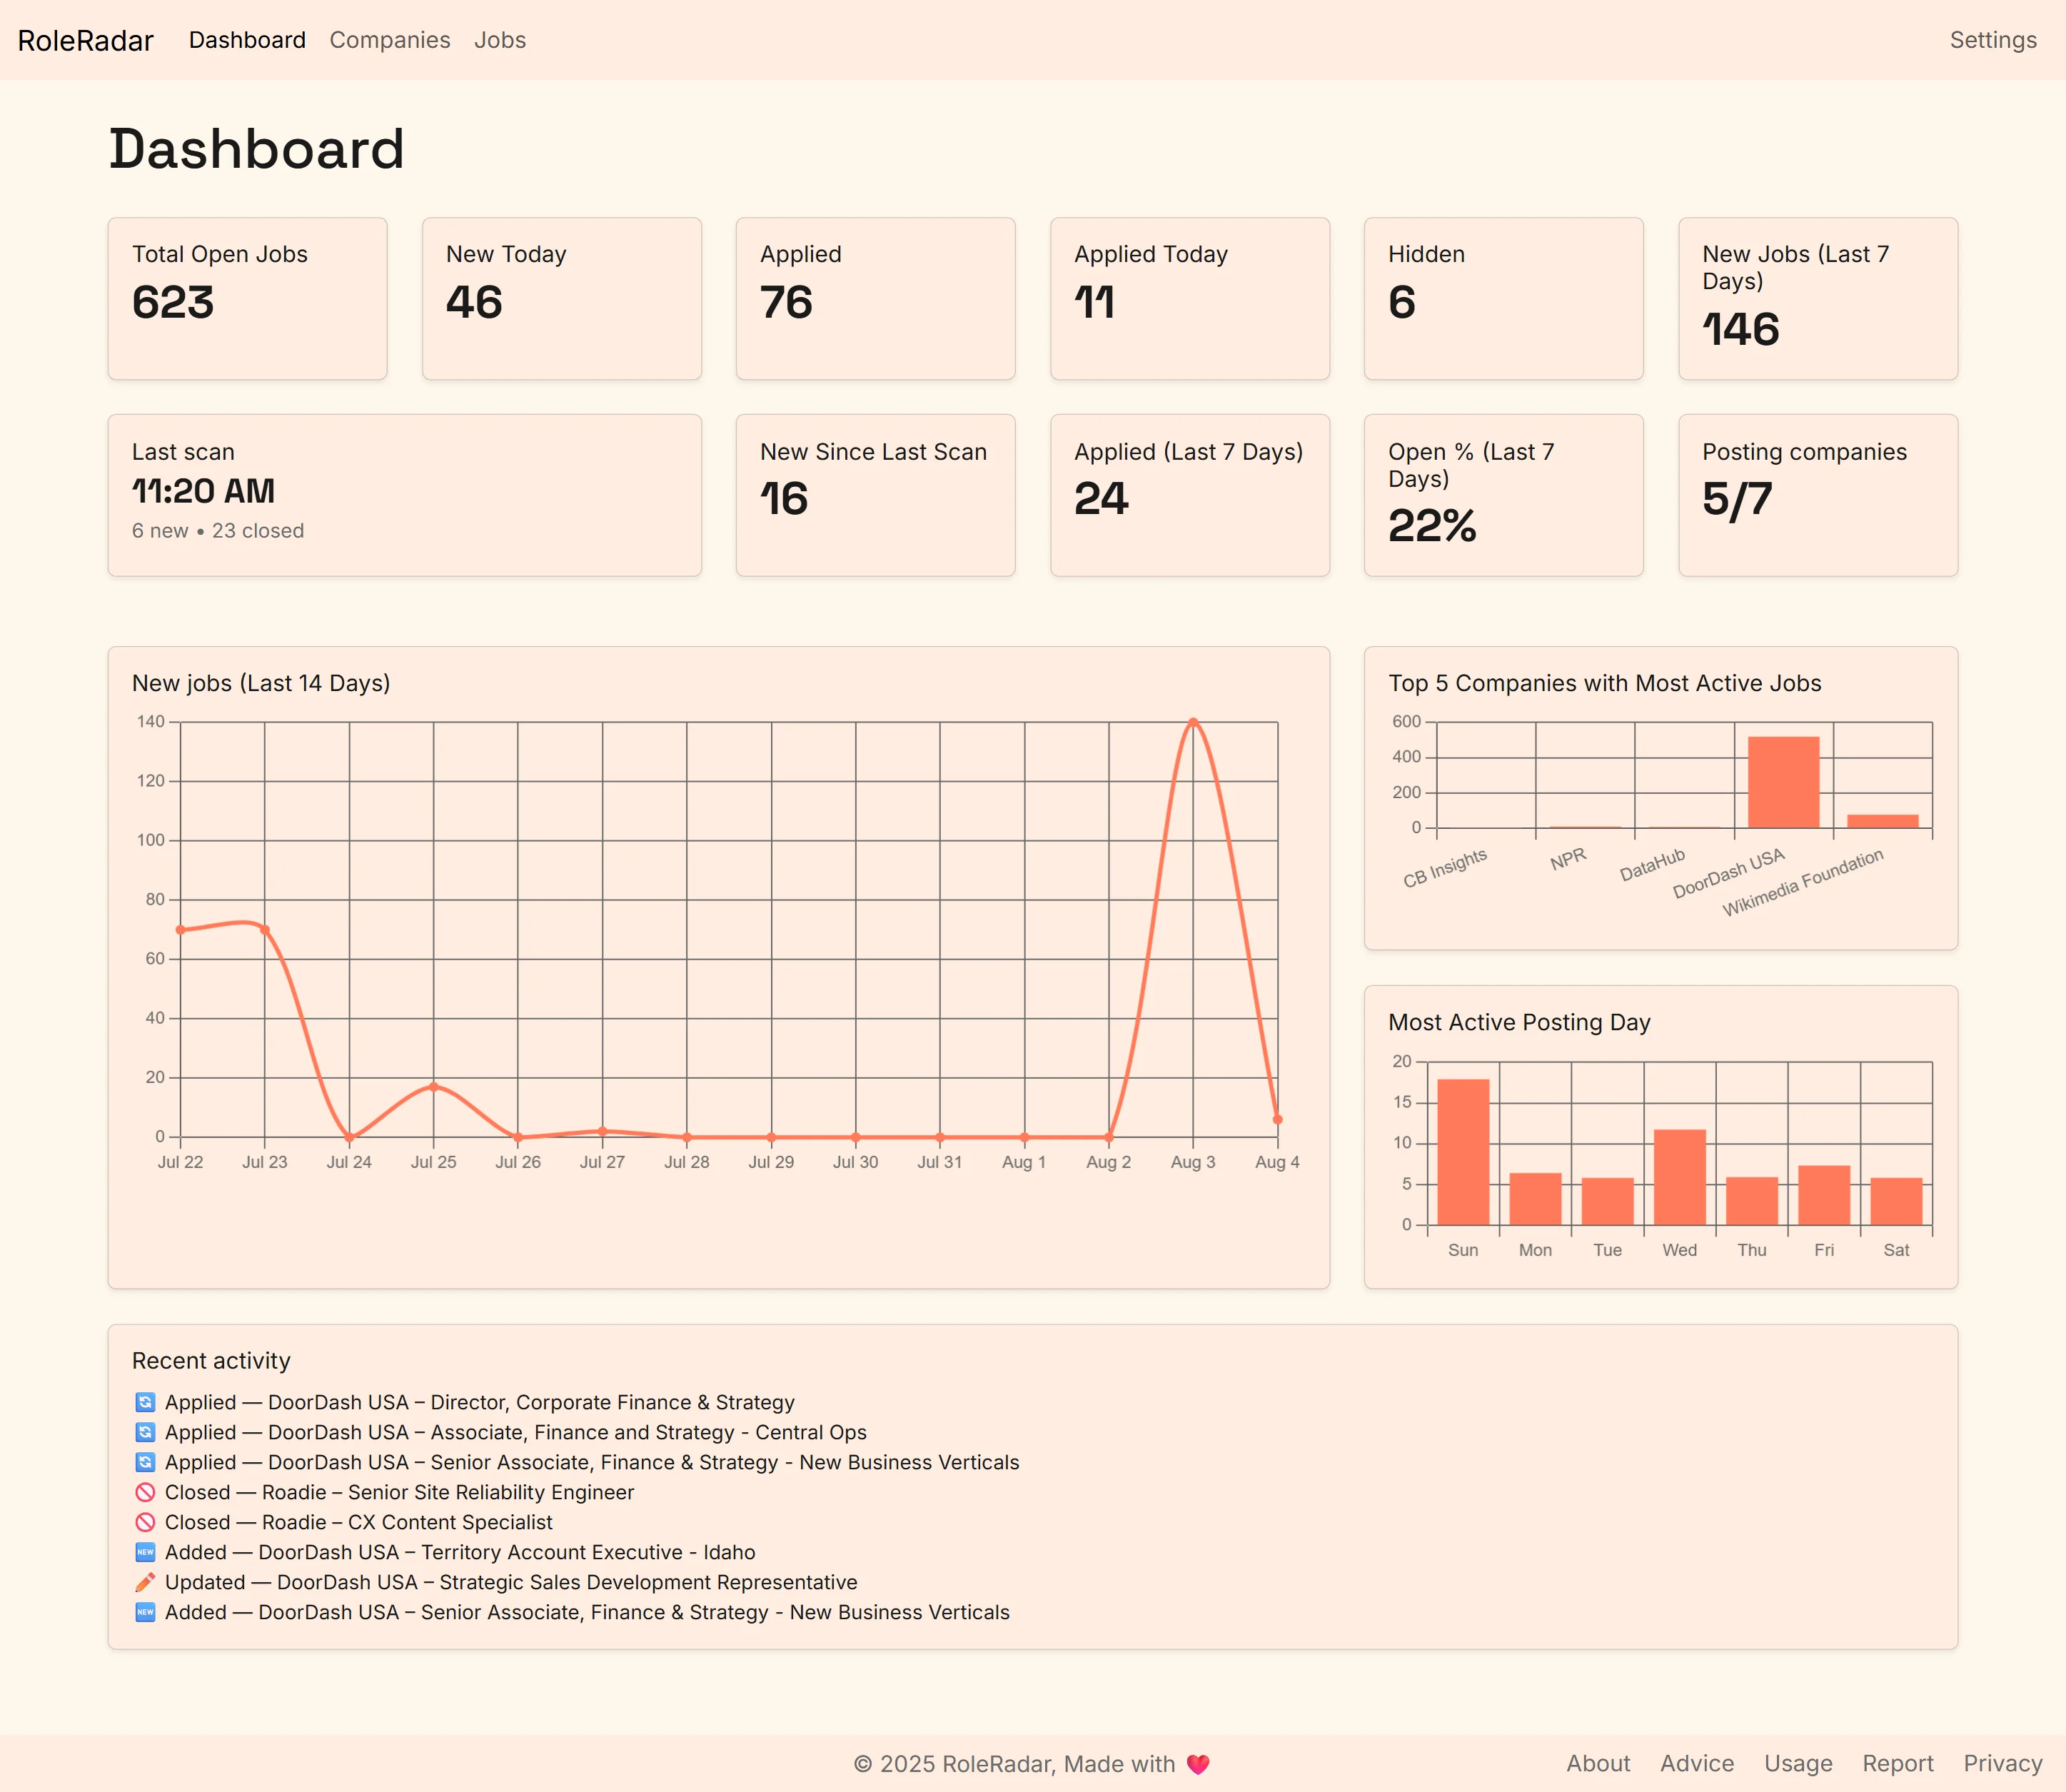 RoleRadar Dashboard Companies Jobs Settings
Dashboard
Total Open Jobs
623
New Today
46
Applied
76
Applied Today
11
Hidden
6
New Jobs (Last 7
Days)
146
Last scan
11:20 AM
6 new • 23 closed
New Since Last Scan
16
Applied (Last 7 Days)
24
Open % (Last 7
Days)
22%
Posting companies
5/7
New jobs (Last 14 Days)
140
120
100
80
60
40
20
0
Jul 22 Jul 23 Jul 24 Jul 25 Jul 26 Jul 27 Jul 28 Jul 29 Jul 30 Jul 31 Aug 1 Aug 2 Aug 3 Aug 4
Top 5 Companies with Most Active Jobs
600
400
200
0
CB Insights
NPR
DataHub
DoorDash USA
Wikimedia Foundation
Most Active Posting Day
20
15
10
5
0
Sun Mon Tue Wed Thu Fri Sat
Recent activity
🔄 Applied — DoorDash USA – Director, Corporate Finance & Strategy
🔄 Applied — DoorDash USA – Associate, Finance and Strategy - Central Ops
🔄 Applied — DoorDash USA – Senior Associate, Finance & Strategy - New Business Verticals
🚫 Closed — Roadie – Senior Site Reliability Engineer
🚫 Closed — Roadie – CX Content Specialist
🆕 Added — DoorDash USA – Territory Account Executive - Idaho
✏️ Updated — DoorDash USA – Strategic Sales Development Representative
🆕 Added — DoorDash USA – Senior Associate, Finance & Strategy - New Business Verticals
© 2025 RoleRadar, Made with ❤️ About Advice Usage Report Privacy